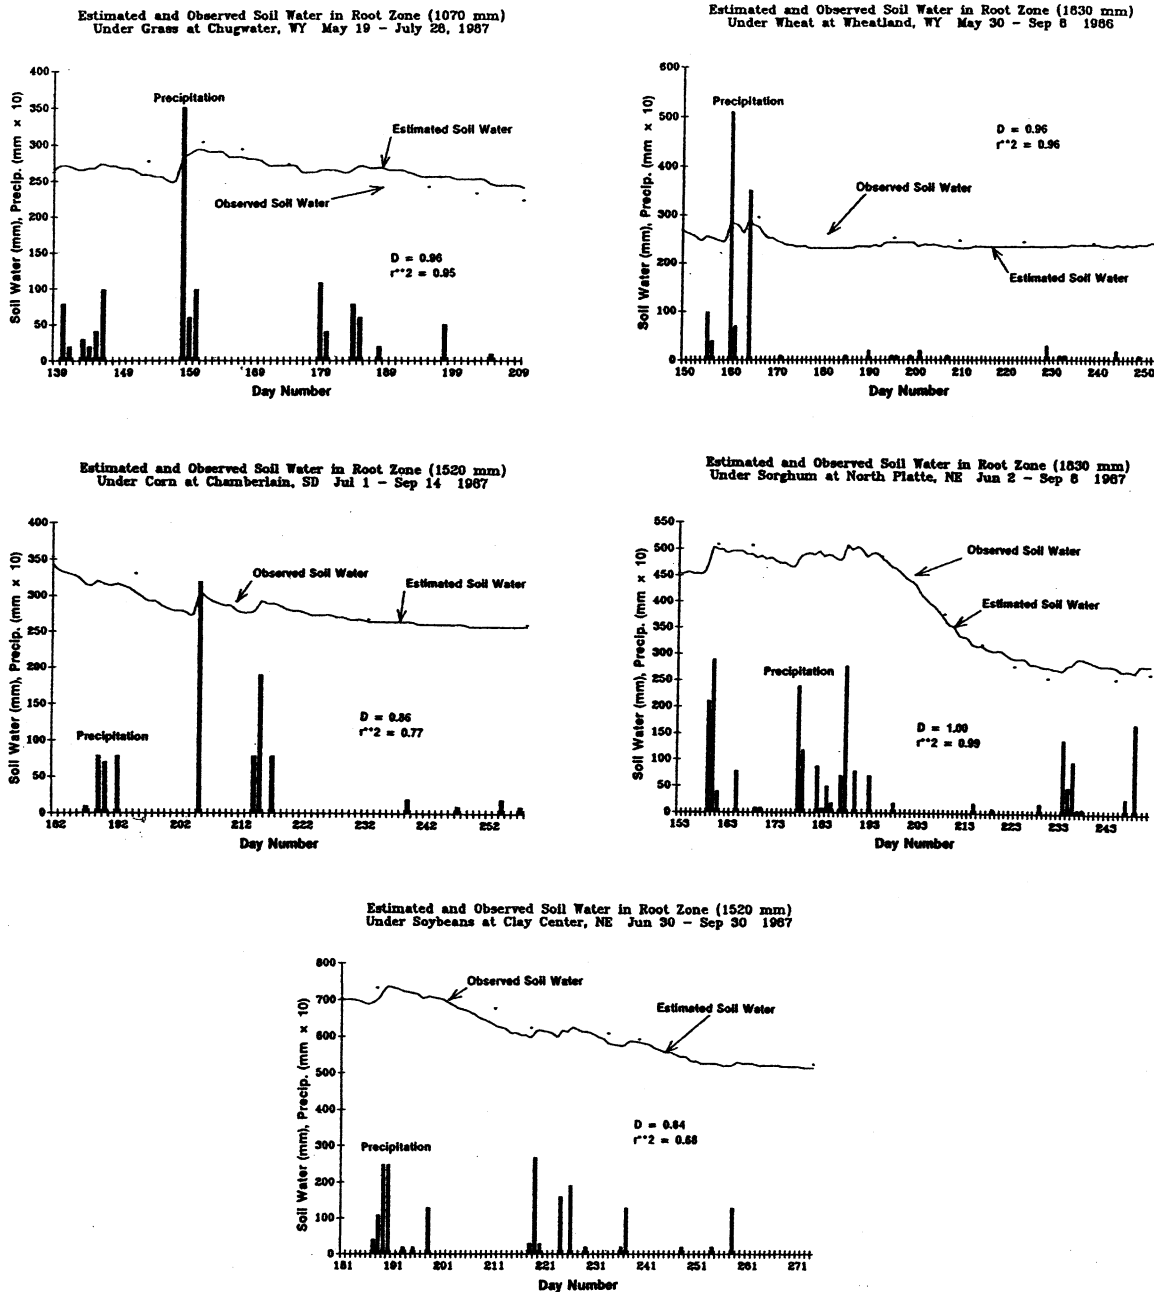 Estimated and Observed Soil Water in Root Zone (1070 mm)
Under Grass at Chugwater, WY May 19 - July 28, 1987
Soil Water (mm), Precip. (mm × 10)
400
350
300
250
200
150
100
50
0
Precipitation
Estimated Soil Water
Observed Soil Water
D = 0.96
r**2 = 0.95
139 149 159 169 179 189 199 209
Day Number
Estimated and Observed Soil Water in Root Zone (1830 mm)
Under Wheat at Wheatland, WY May 30 - Sep 8 1986
Soil Water (mm), Precip. (mm × 10)
600
500
400
300
200
100
0
Precipitation
D = 0.96
r**2 = 0.96
Observed Soil Water
Estimated Soil Water
150 160 170 180 190 200 210 220 230 240 250
Day Number
Estimated and Observed Soil Water in Root Zone (1520 mm)
Under Corn at Chamberlain, SD Jul 1 - Sep 14 1987
Soil Water (mm), Precip. (mm × 10)
400
350
300
250
200
150
100
50
0
Observed Soil Water
Estimated Soil Water
Precipitation
D = 0.86
r**2 = 0.77
182 192 202 212 222 232 242 252
Day Number
Estimated and Observed Soil Water in Root Zone (1830 mm)
Under Sorghum at North Platte, NE Jun 2 - Sep 8 1987
Soil Water (mm), Precip. (mm × 10)
550
500
450
400
350
300
250
200
150
100
50
0
Observed Soil Water
Estimated Soil Water
Precipitation
D = 1.00
r**2 = 0.99
153 163 173 183 193 203 213 223 233 243
Day Number
Estimated and Observed Soil Water in Root Zone (1520 mm)
Under Soybeans at Clay Center, NE Jun 30 - Sep 30 1987
Soil Water (mm), Precip. (mm × 10)
800
700
600
500
400
300
200
100
0
Observed Soil Water
Estimated Soil Water
Precipitation
D = 0.84
r**2 = 0.68
181 191 201 211 221 231 241 251 261 271
Day Number